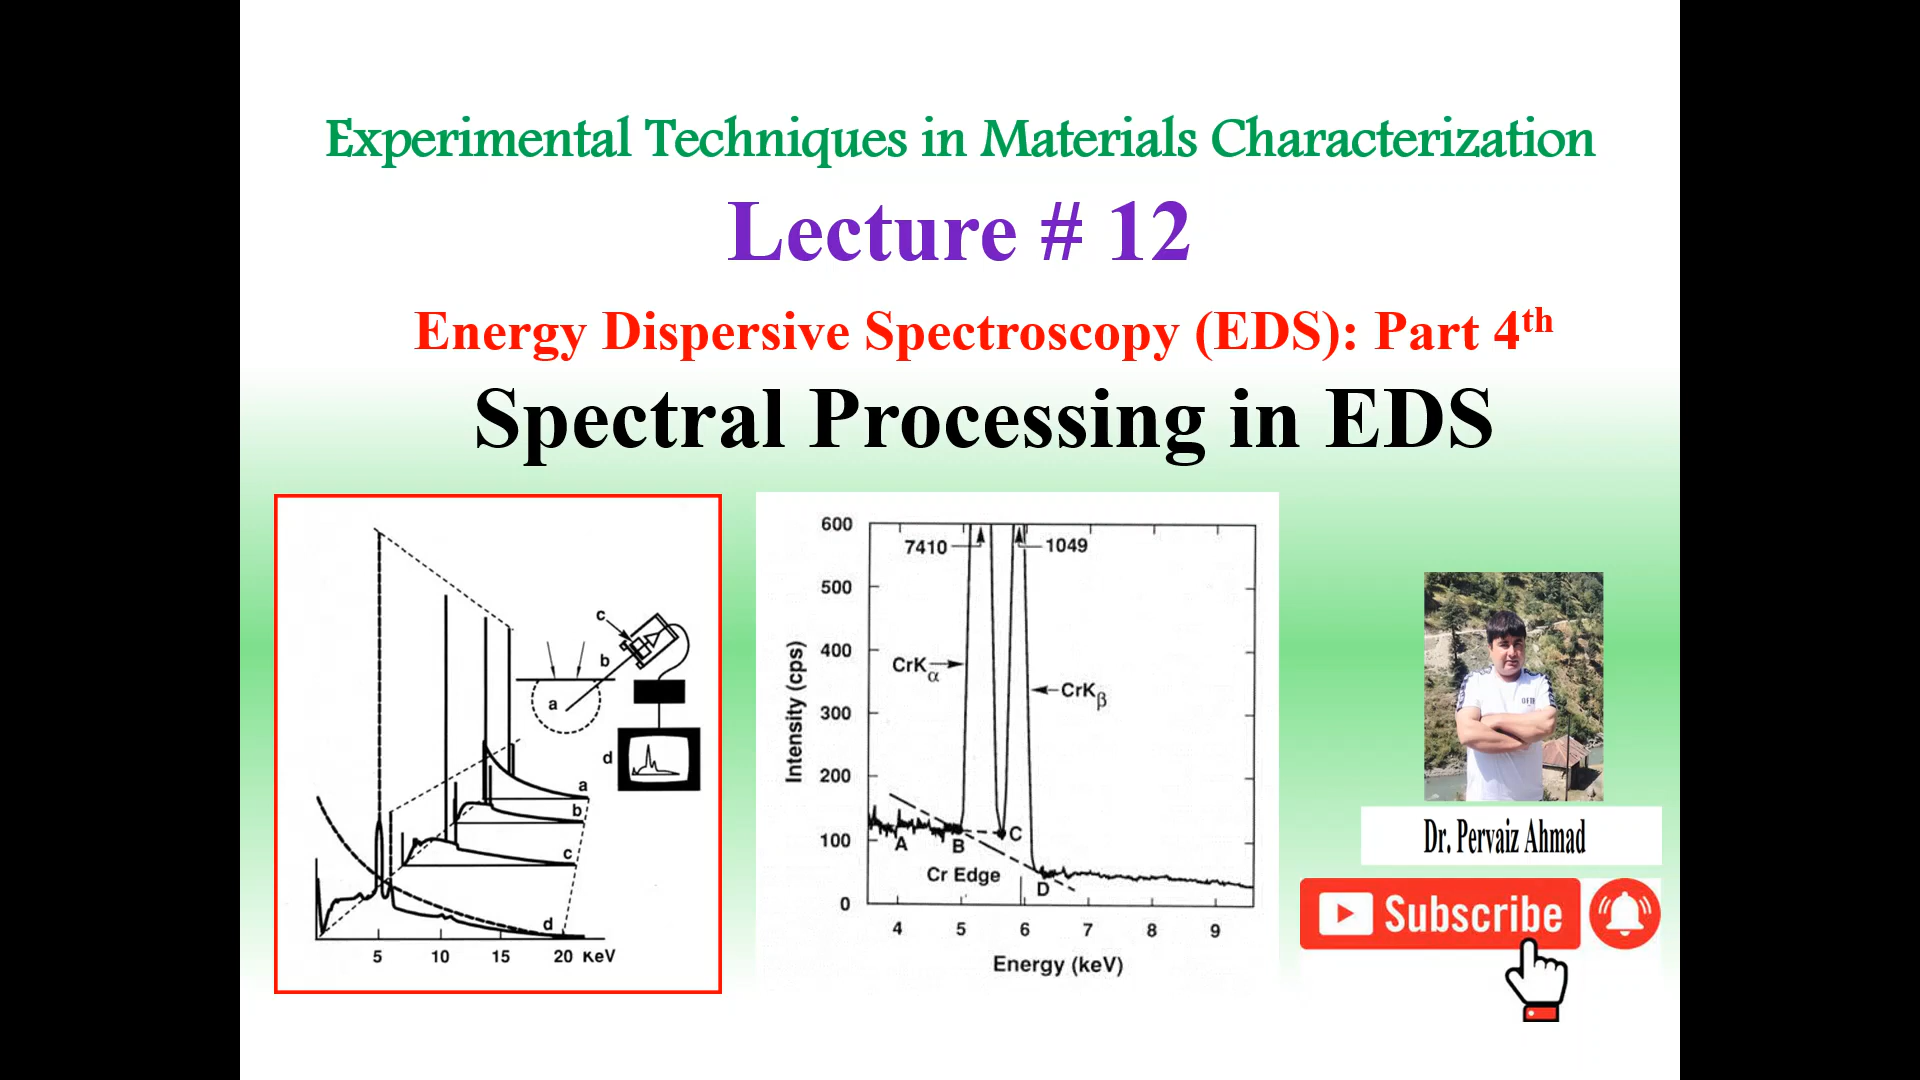 Experimental Techniques in Materials Characterization
Lecture # 12
Energy Dispersive Spectroscopy (EDS): Part 4th
Spectral Processing in EDS
c
b
a
d
a
b
c
d
5 10 15 20 KeV
600
7410
1049
500
400
CrKα
CrKβ
300
Intensity (cps)
200
100
A
B
C
Cr Edge
D
0
4 5 6 7 8 9
Energy (keV)
Dr. Pervaiz Ahmad
Subscribe